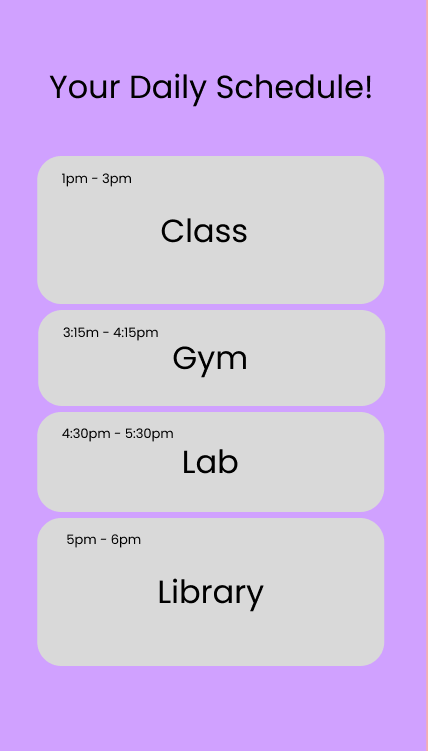 Your Daily Schedule!
1pm - 3pm
Class
3:15m - 4:15pm
Gym
4:30pm - 5:30pm
Lab
5pm - 6pm
Library